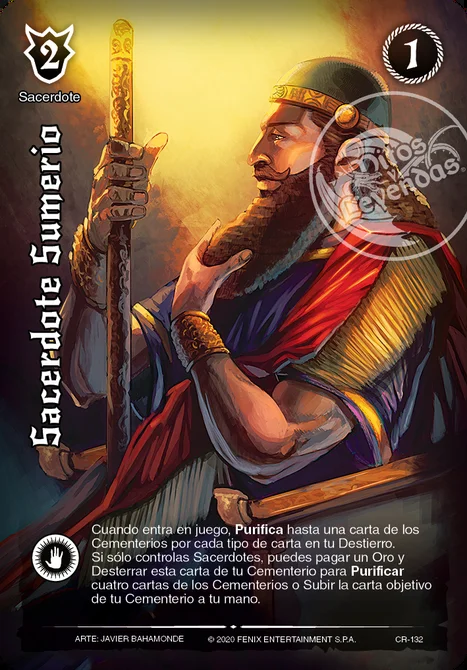 2
1
Sacerdote
Mitos
Leyendas
Sacerdote Sumerio
Cuando entra en juego, Purifica hasta una carta de los
Cementerios por cada tipo de carta en tu Destierro.
Si sólo controlas Sacerdotes, puedes pagar un Oro y
Desterrar esta carta de tu Cementerio para Purificar
cuatro cartas de los Cementerios o Subir la carta objetivo
de tu Cementerio a tu mano.
ARTE: JAVIER BAHAMONDE © 2020 FENIX ENTERTAINMENT S.P.A. CR-132